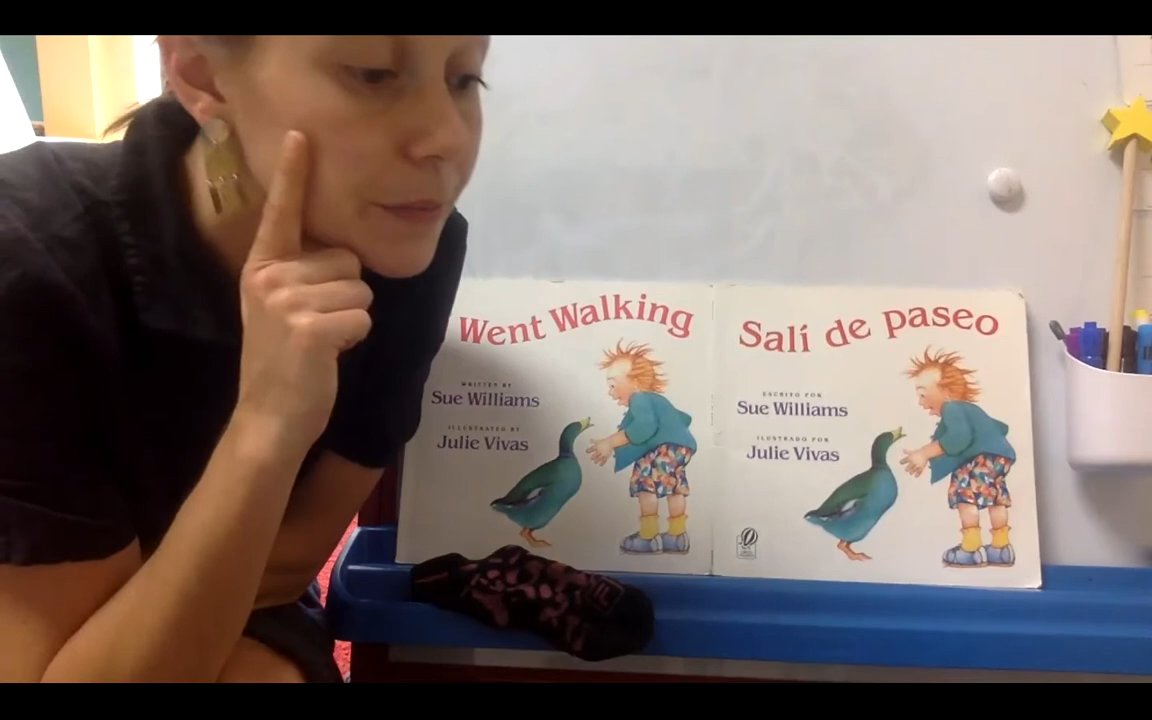 Went Walking
WRITTEN BY
Sue Williams
ILLUSTRATED BY
Julie Vivas
Salí de paseo
ESCRITO POR
Sue Williams
ILUSTRADO POR
Julie Vivas